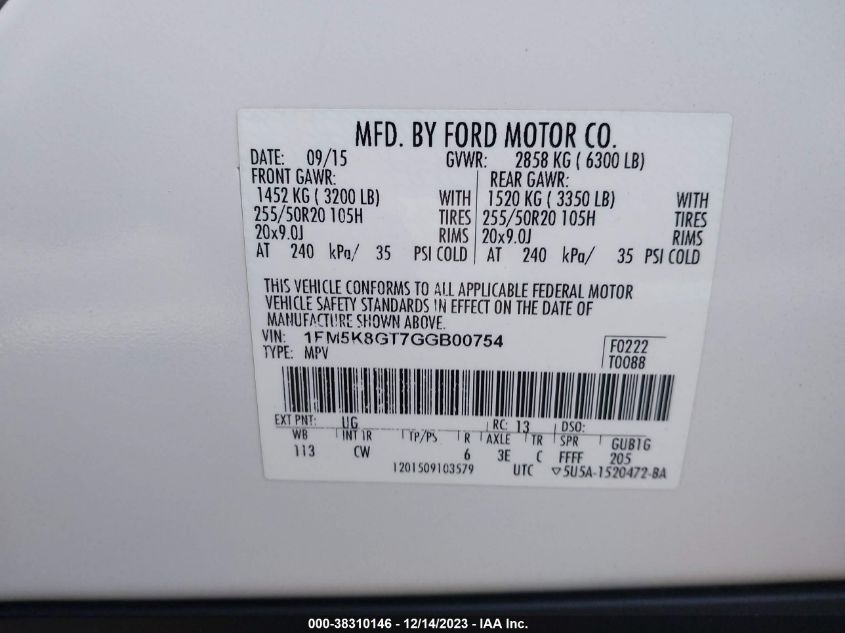 MFD. BY FORD MOTOR CO.
DATE: 09/15 GVWR: 2858 KG ( 6300 LB)
FRONT GAWR: REAR GAWR:
1452 KG ( 3200 LB) WITH 1520 KG ( 3350 LB) WITH
255/50R20 105H TIRES 255/50R20 105H TIRES
20x9.0J RIMS 20x9.0J RIMS
AT 240 kPa/ 35 PSI COLD AT 240 kPa/ 35 PSI COLD
THIS VEHICLE CONFORMS TO ALL APPLICABLE FEDERAL MOTOR
VEHICLE SAFETY STANDARDS IN EFFECT ON THE DATE OF
MANUFACTURE SHOWN ABOVE.
VIN: 1FM5K8GT7GGB00754 F0222
TYPE: MPV T0088
EXT PNT: UG RC: 13 DSO:
WB INT TR TP/PS R AXLE TR SPR GUB1G
113 CW 6 3E C FFFF 205
1201509103579 UTC ▽5U5A-1520472-BA
000-38310146 - 12/14/2023 - IAA Inc.